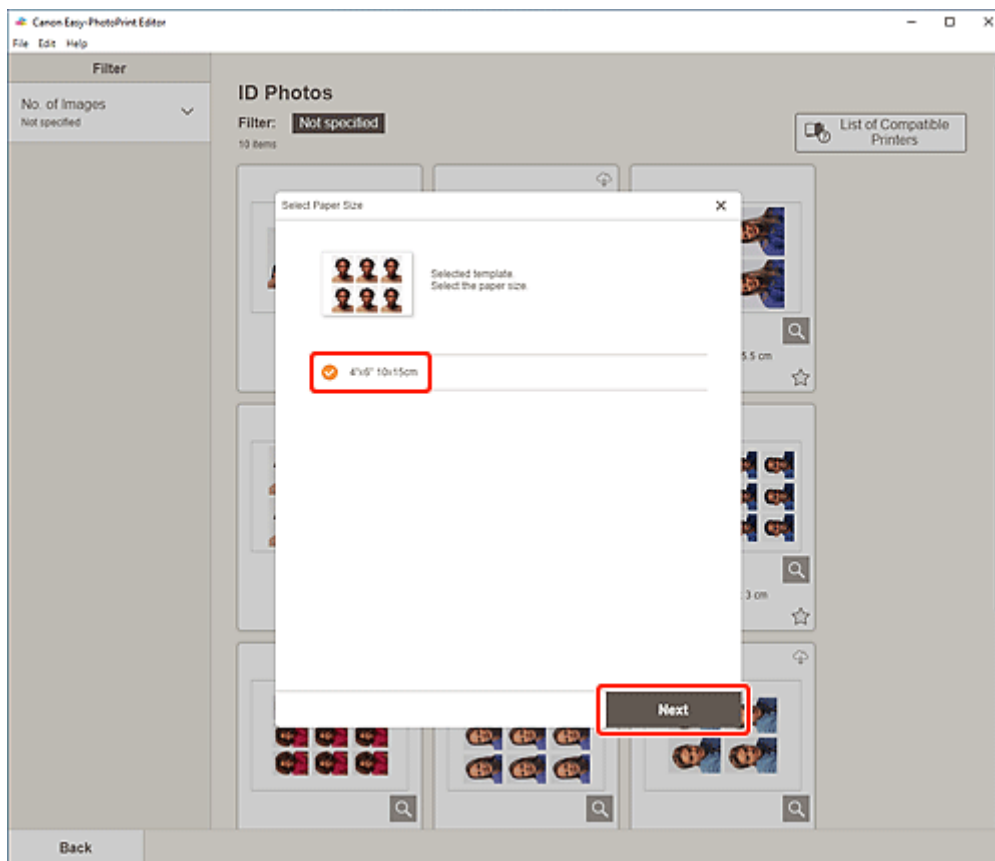 Canon Easy-PhotoPrint Editor
File Edit Help
Filter
No. of Images
Not specified
ID Photos
Filter: Not specified
10 items
List of Compatible
Printers
Select Paper Size
Selected template.
Select the paper size.
4"x6" 10x15cm
5.5 cm
3 cm
Next
Back